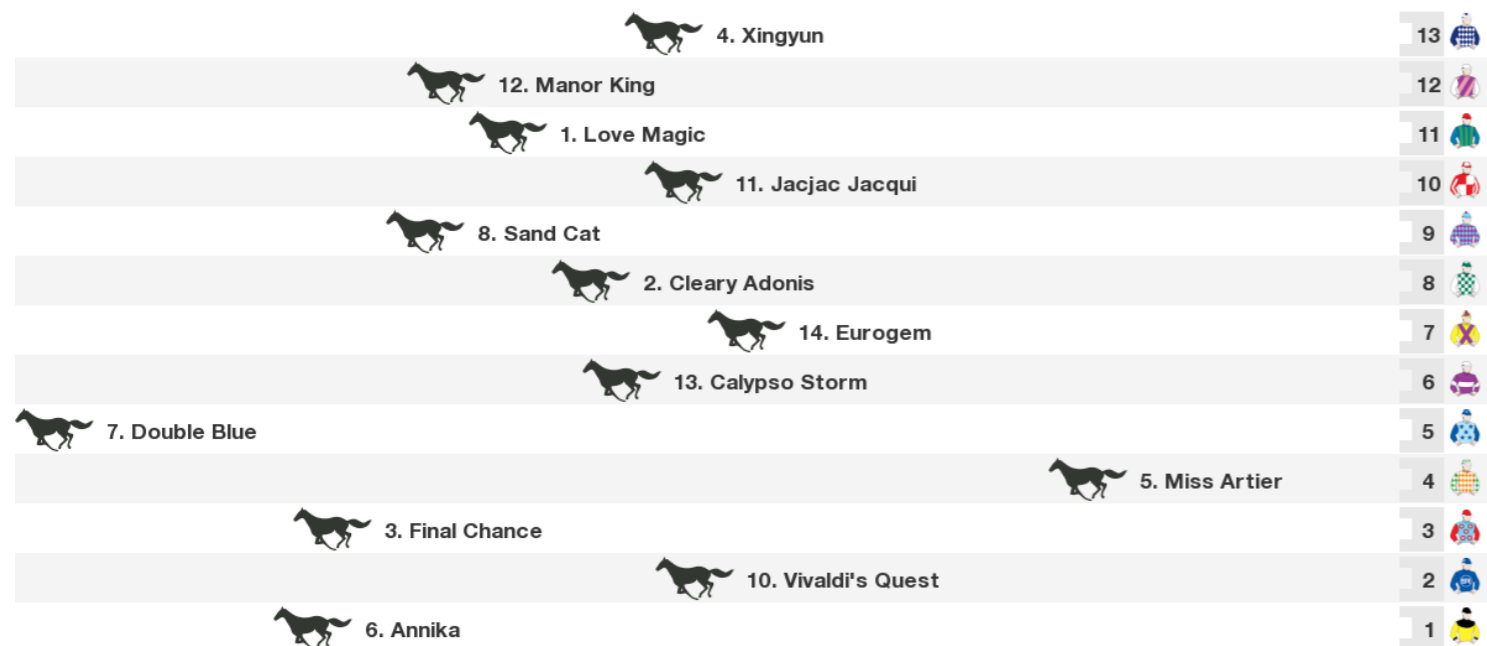 4. Xingyun 13
12. Manor King 12
1. Love Magic 11
11. Jacjac Jacqui 10
8. Sand Cat 9
2. Cleary Adonis 8
14. Eurogem 7
13. Calypso Storm 6
7. Double Blue 5
5. Miss Artier 4
3. Final Chance 3
10. Vivaldi's Quest 2
6. Annika 1